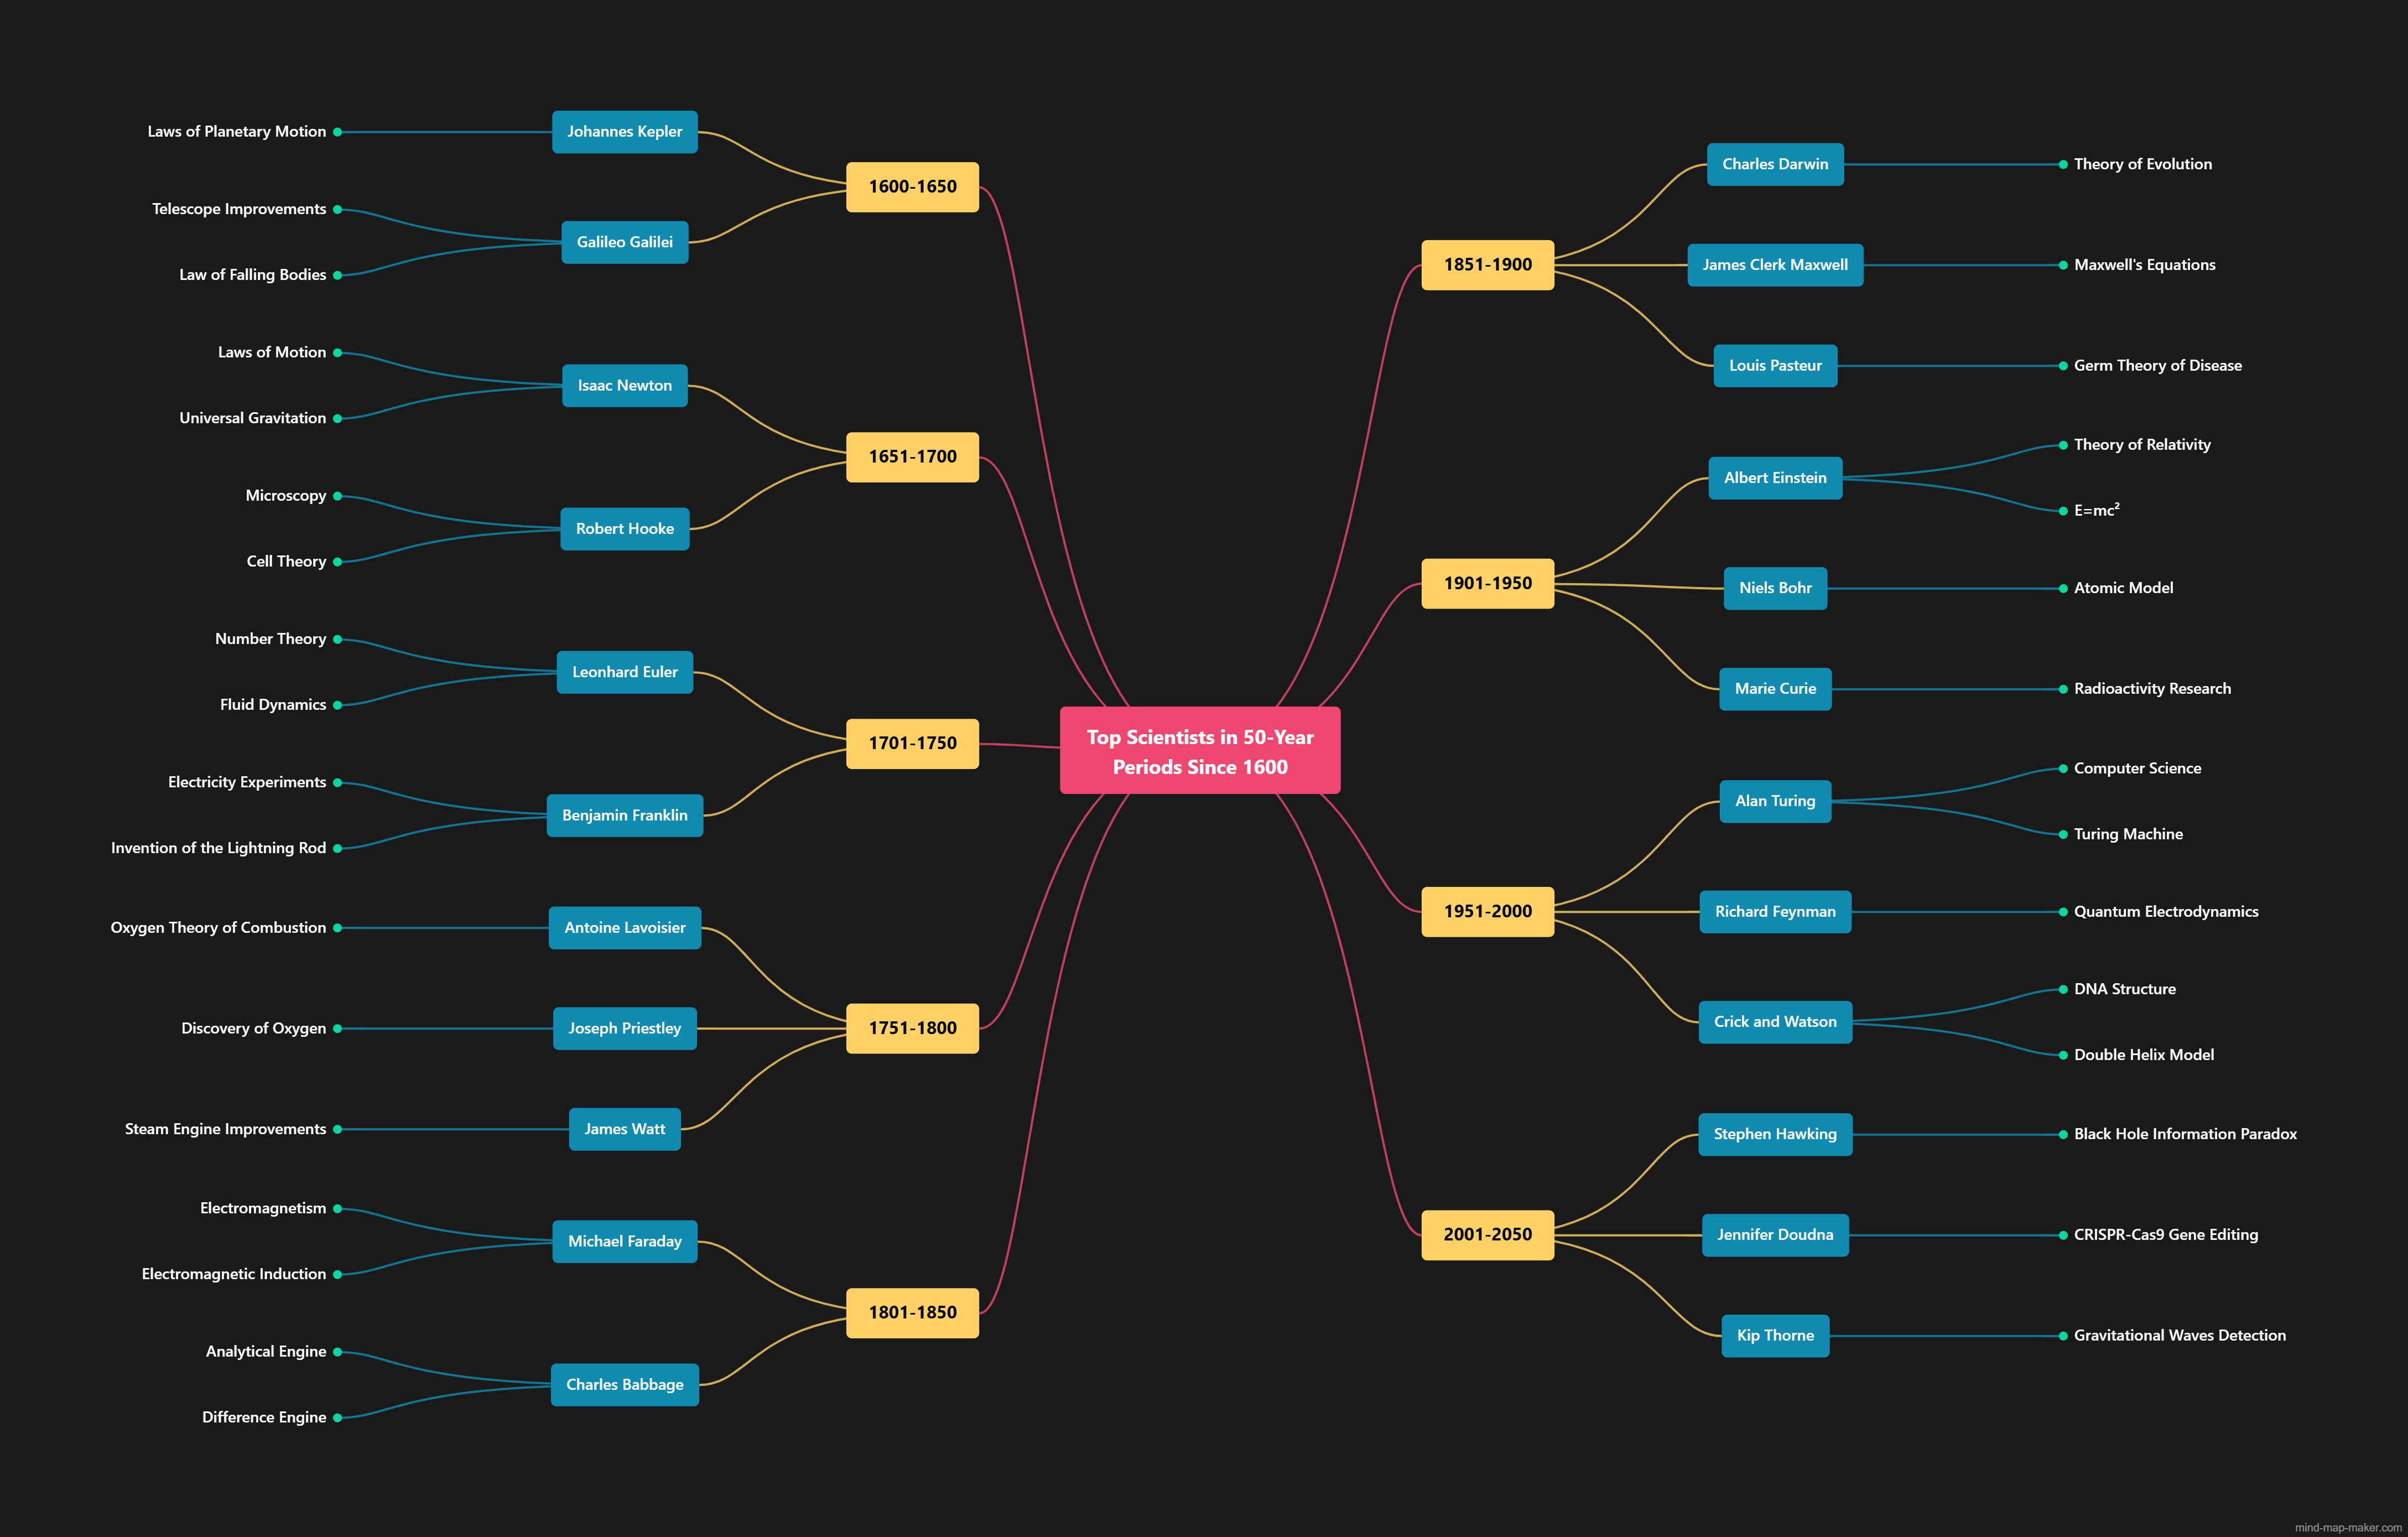 Top Scientists in 50-Year
Periods Since 1600
1600-1650
Johannes Kepler
Laws of Planetary Motion
Galileo Galilei
Telescope Improvements
Law of Falling Bodies
1651-1700
Isaac Newton
Laws of Motion
Universal Gravitation
Robert Hooke
Microscopy
Cell Theory
1701-1750
Leonhard Euler
Number Theory
Fluid Dynamics
Benjamin Franklin
Electricity Experiments
Invention of the Lightning Rod
1751-1800
Antoine Lavoisier
Oxygen Theory of Combustion
Joseph Priestley
Discovery of Oxygen
James Watt
Steam Engine Improvements
1801-1850
Michael Faraday
Electromagnetism
Electromagnetic Induction
Charles Babbage
Analytical Engine
Difference Engine
1851-1900
Charles Darwin
Theory of Evolution
James Clerk Maxwell
Maxwell's Equations
Louis Pasteur
Germ Theory of Disease
1901-1950
Albert Einstein
Theory of Relativity
E=mc²
Niels Bohr
Atomic Model
Marie Curie
Radioactivity Research
1951-2000
Alan Turing
Computer Science
Turing Machine
Richard Feynman
Quantum Electrodynamics
Crick and Watson
DNA Structure
Double Helix Model
2001-2050
Stephen Hawking
Black Hole Information Paradox
Jennifer Doudna
CRISPR-Cas9 Gene Editing
Kip Thorne
Gravitational Waves Detection
mind-map-maker.com